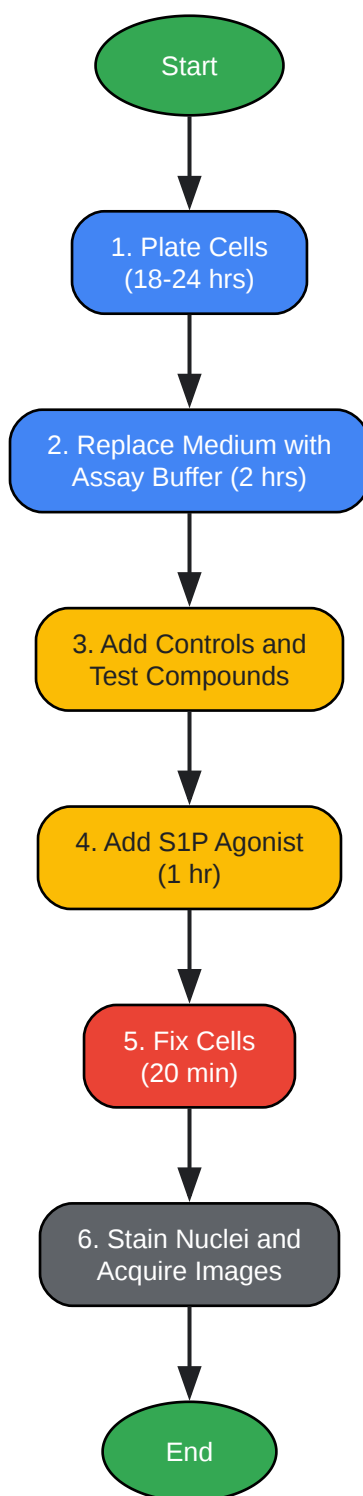 Start
1. Plate Cells
(18-24 hrs)
2. Replace Medium with
Assay Buffer (2 hrs)
3. Add Controls and
Test Compounds
4. Add S1P Agonist
(1 hr)
5. Fix Cells
(20 min)
6. Stain Nuclei and
Acquire Images
End